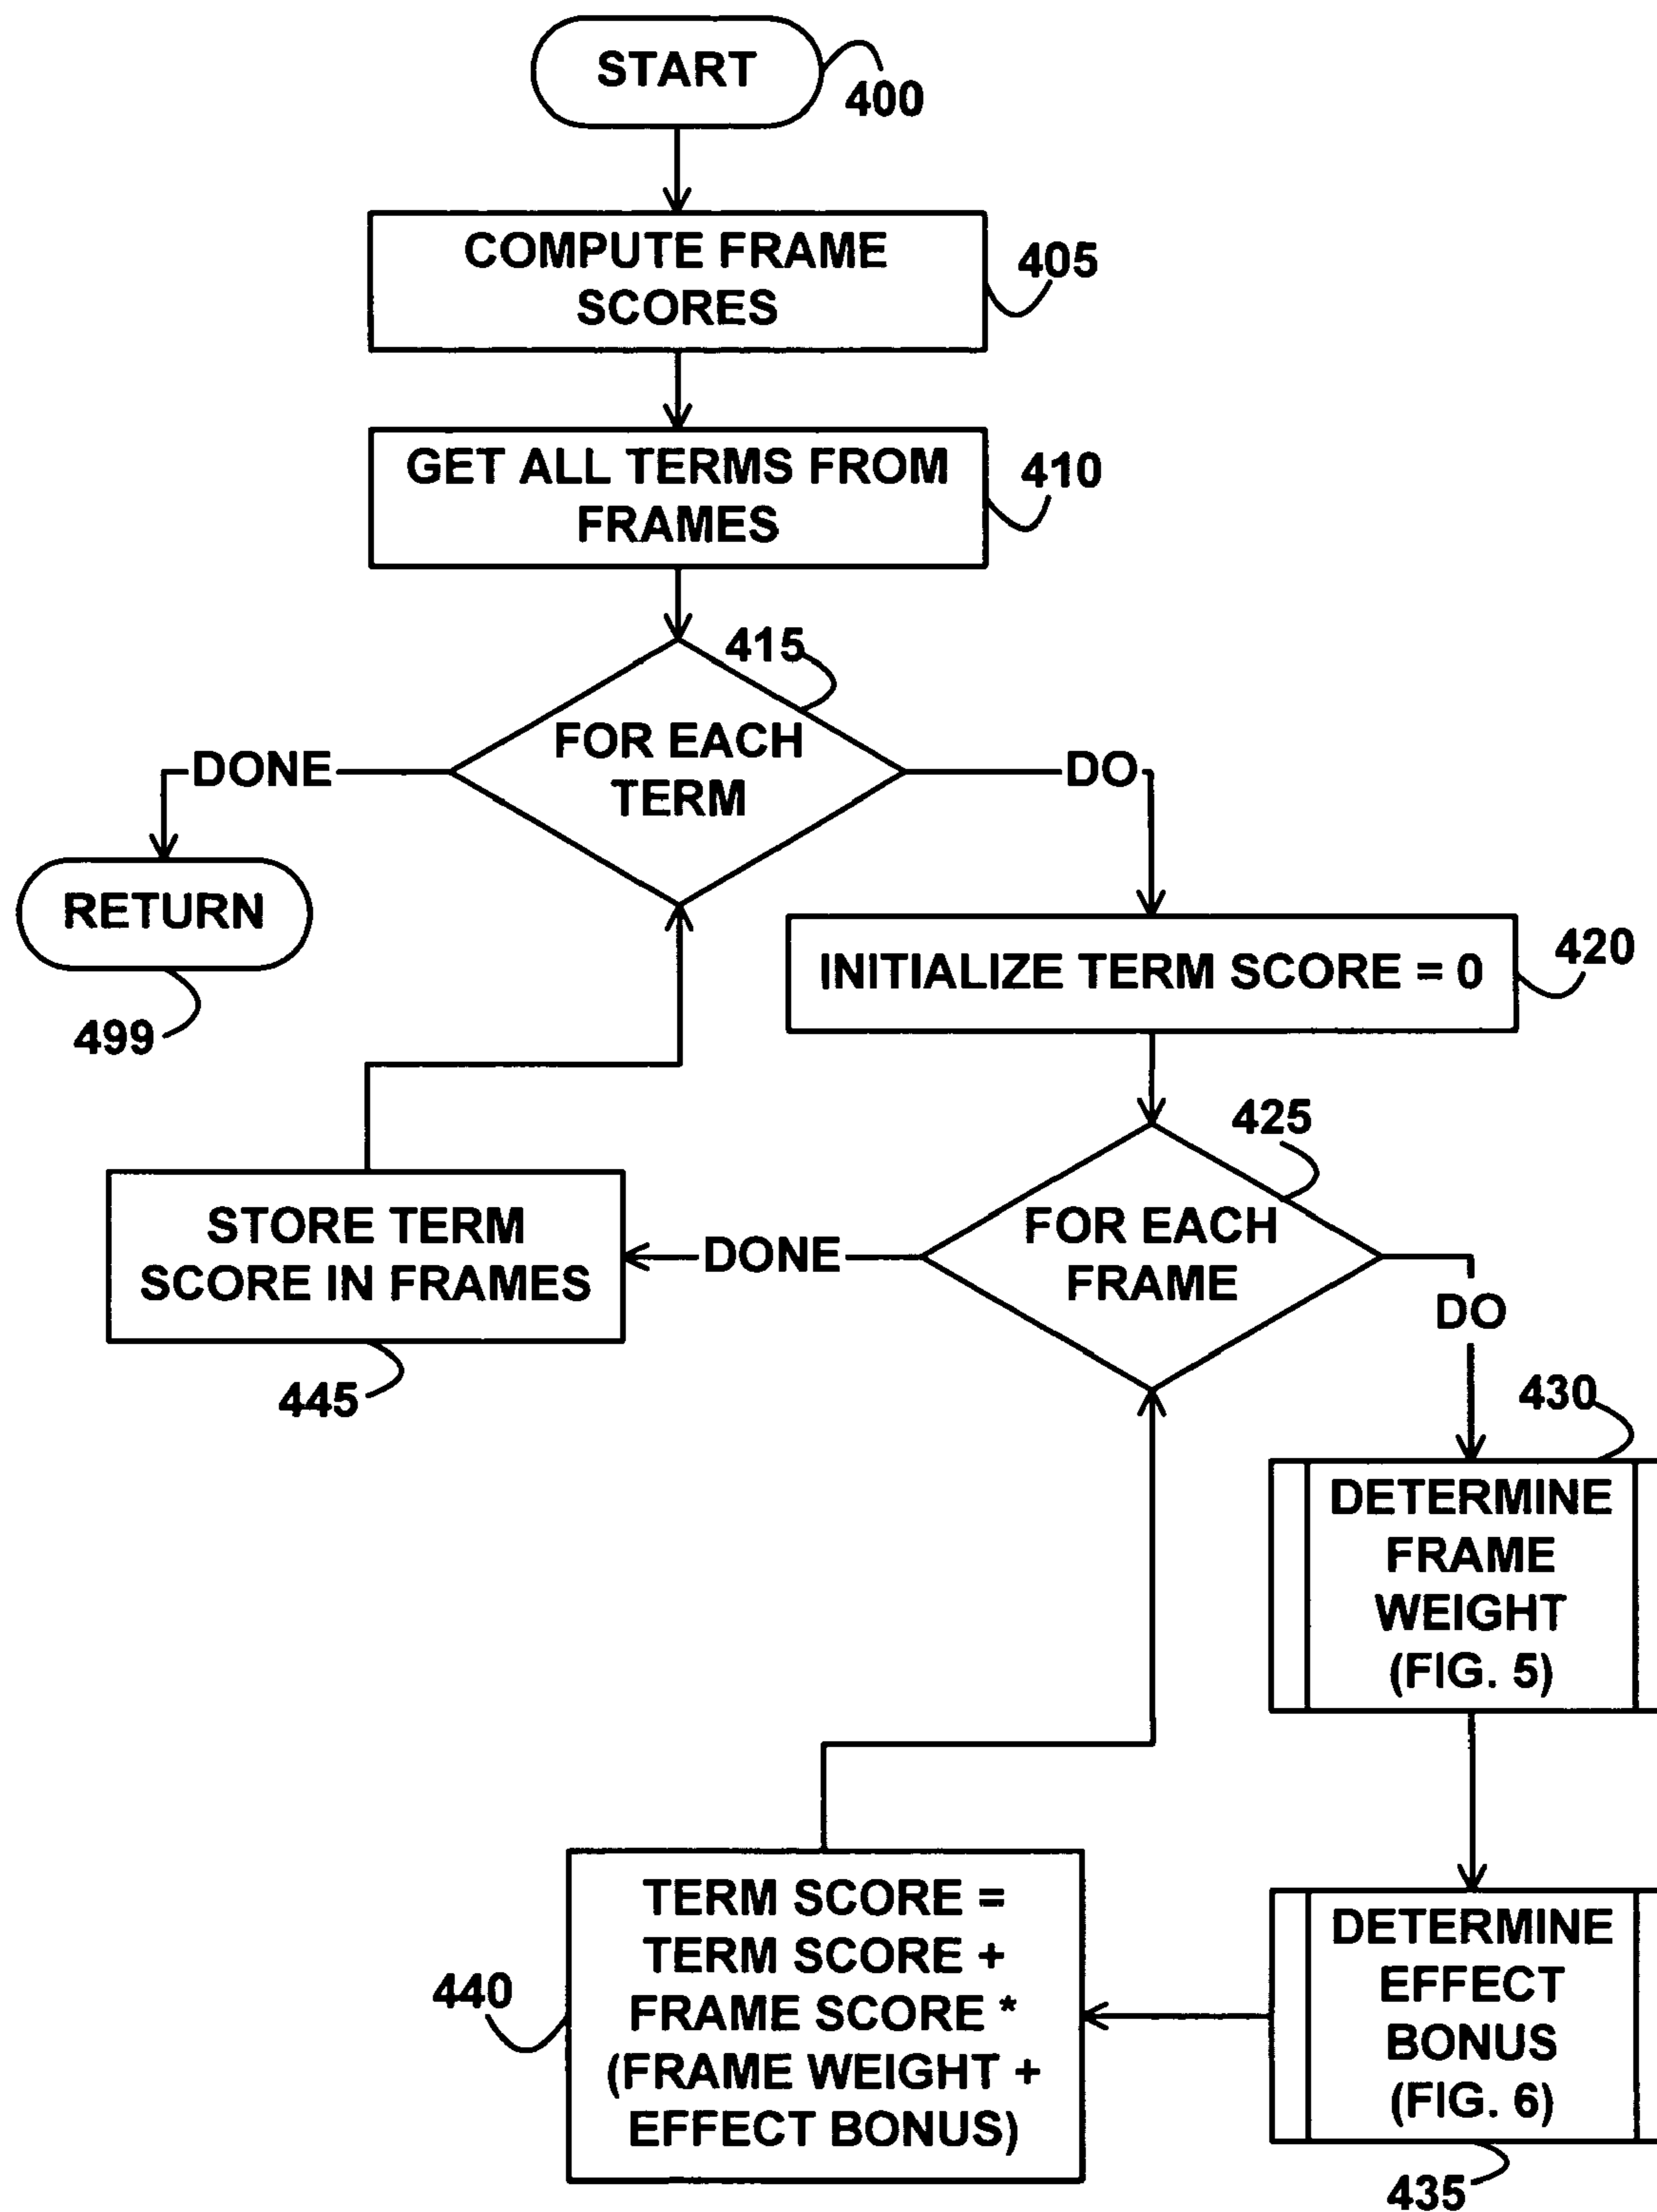 START
400
COMPUTE FRAME
SCORES
405
GET ALL TERMS FROM
FRAMES
410
415
FOR EACH
TERM
DONE
DO
RETURN
499
INITIALIZE TERM SCORE = 0
420
425
FOR EACH
FRAME
DONE
STORE TERM
SCORE IN FRAMES
445
DO
430
DETERMINE
FRAME
WEIGHT
(FIG. 5)
DETERMINE
EFFECT
BONUS
(FIG. 6)
435
TERM SCORE =
TERM SCORE +
FRAME SCORE *
(FRAME WEIGHT +
EFFECT BONUS)
440